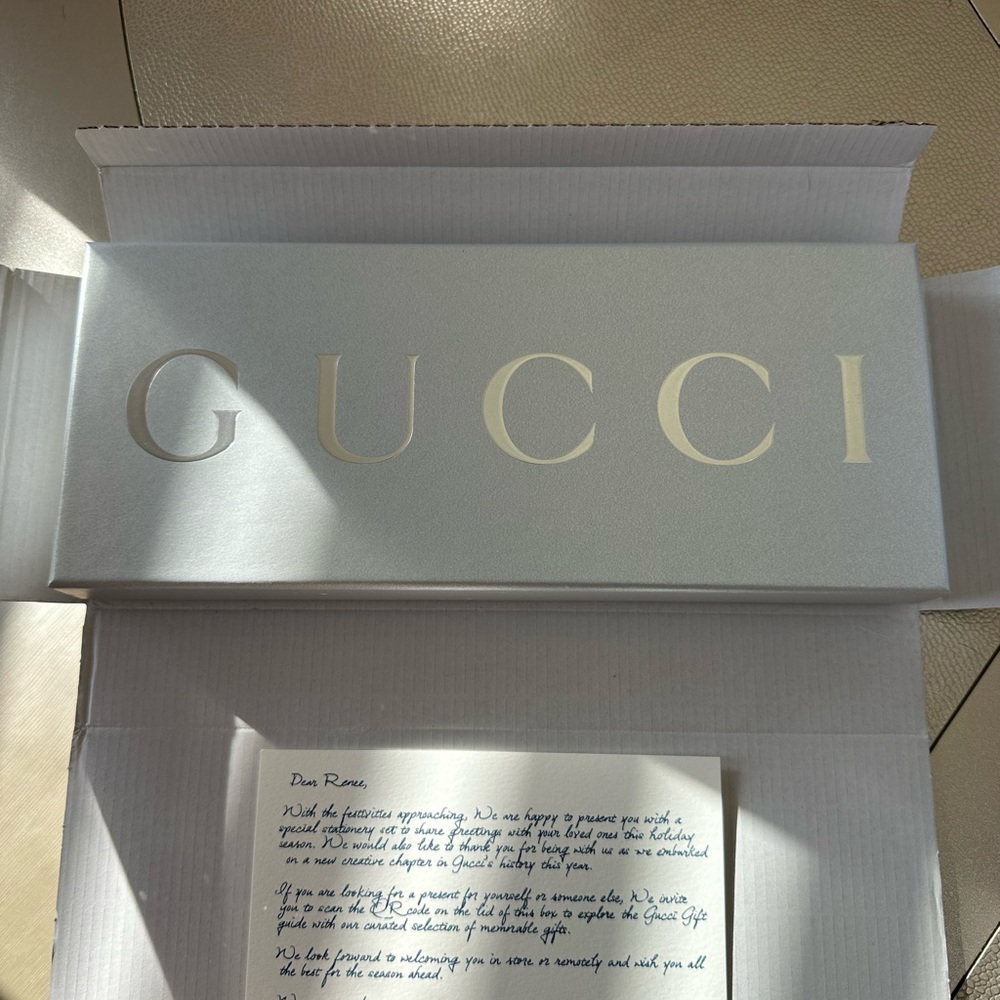 GUCCI
Dear Renee,
With the festivities approaching, We are happy to present you with a
special stationery set to share greetings with your loved ones this holiday
season. We would also like to thank you for being with us as we embarked
on a new creative chapter in Gucci's history this year.
If you are looking for a present for yourself or someone else, We invite
you to scan the QR code on the lid of this box to explore the Gucci Gift
guide with our curated selection of memorable gifts.
We look forward to welcoming you in store or remotely and wish you all
the best for the season ahead.